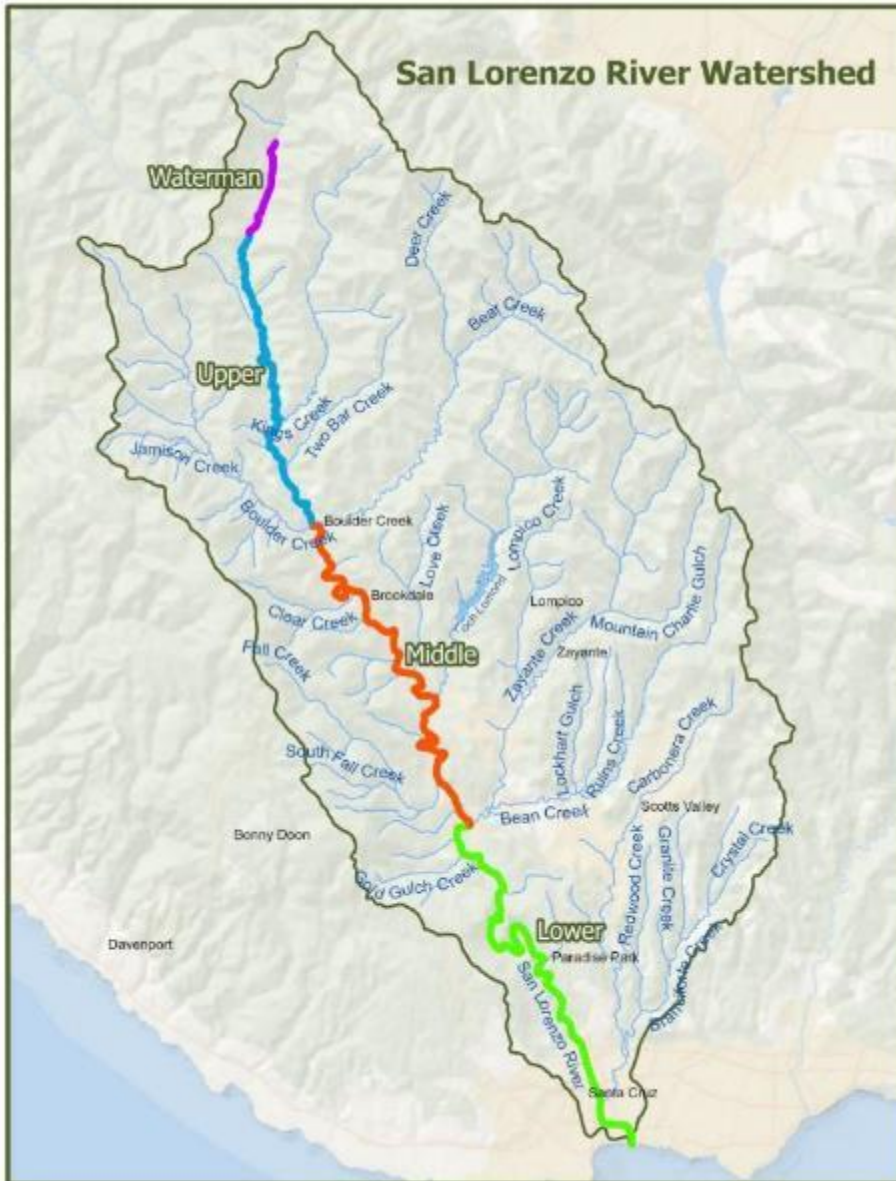 San Lorenzo River Watershed
Waterman
Deer Creek
Bear Creek
Upper
Kings Creek
Two Bar Creek
Jamison Creek
Boulder Creek
Boulder Creek
Love Creek
Lompico Creek
Brookdale
Lompico
Clear Creek
Mountain Charlie Gulch
Fall Creek
Middle
Zayante Creek
Zayante
Lockhart Gulch
Ruins Creek
Carbonera Creek
South Fall Creek
Scotts Valley
Bean Creek
Bonny Doon
Crystal Creek
Redwood Creek
Granite Creek
Gold Gulch Creek
Lower
Davenport
Paradise Park
San Lorenzo River
Santa Cruz